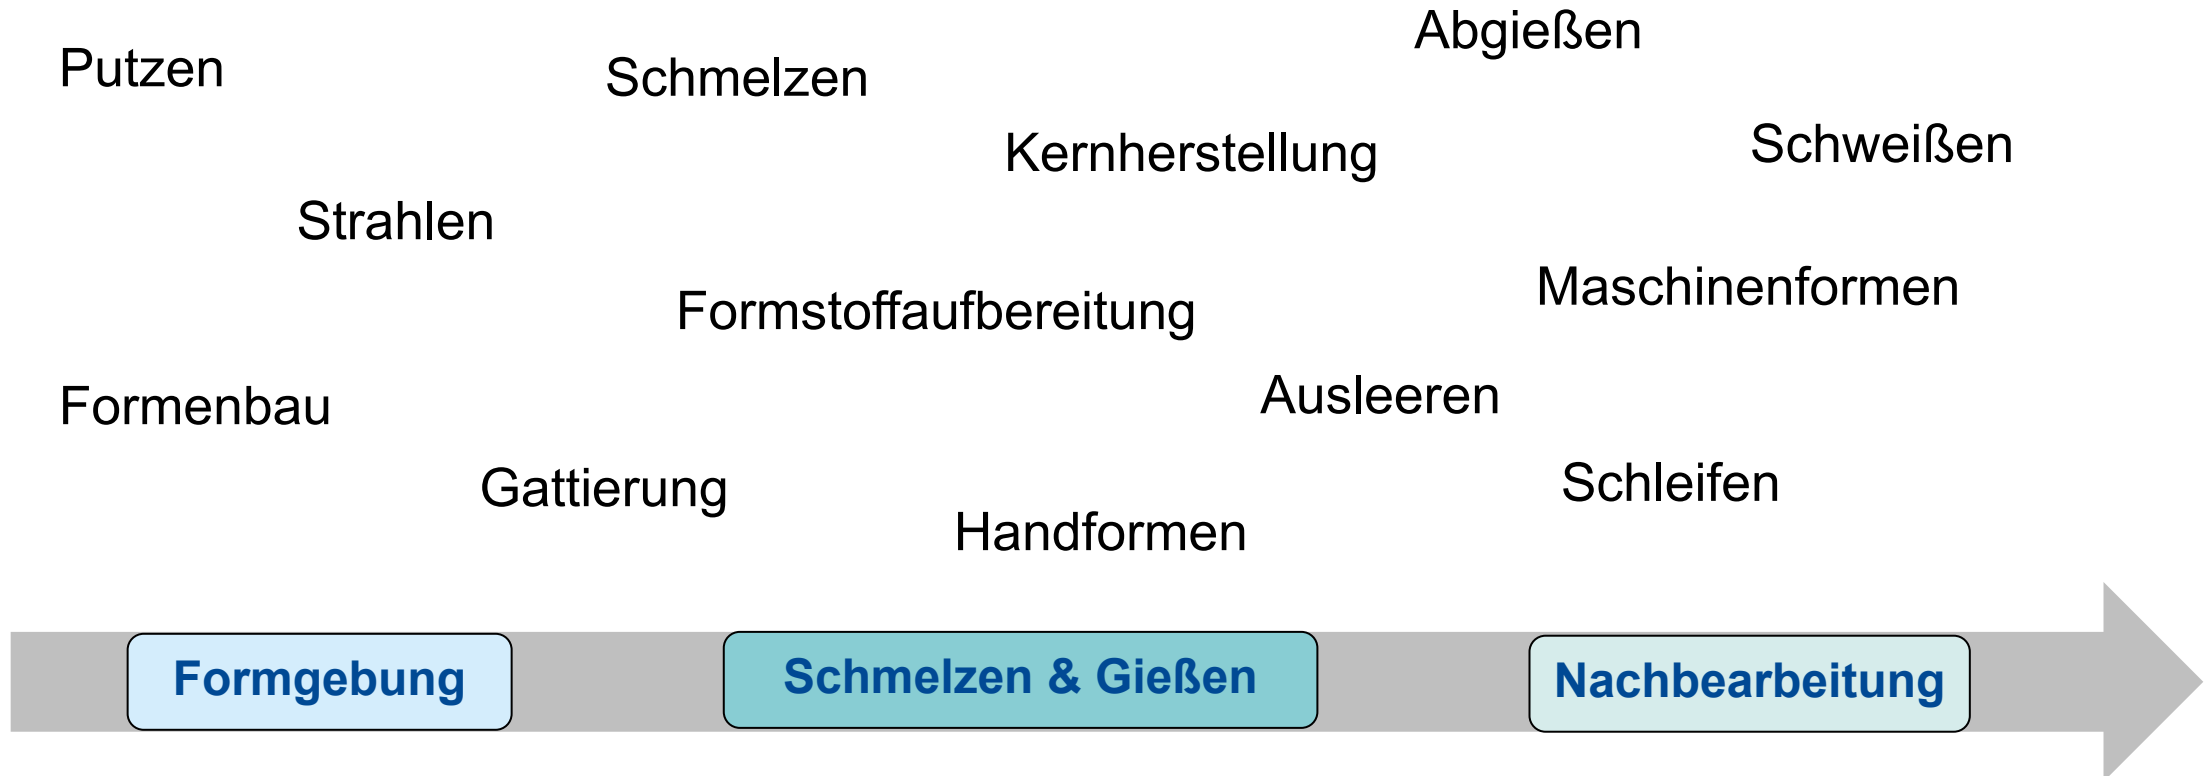 Abgießen
Putzen
Schmelzen
Kernherstellung
Schweißen
Strahlen
Formstoffaufbereitung
Maschinenformen
Formenbau
Ausleeren
Gattierung
Schleifen
Handformen
Formgebung
Schmelzen & Gießen
Nachbearbeitung